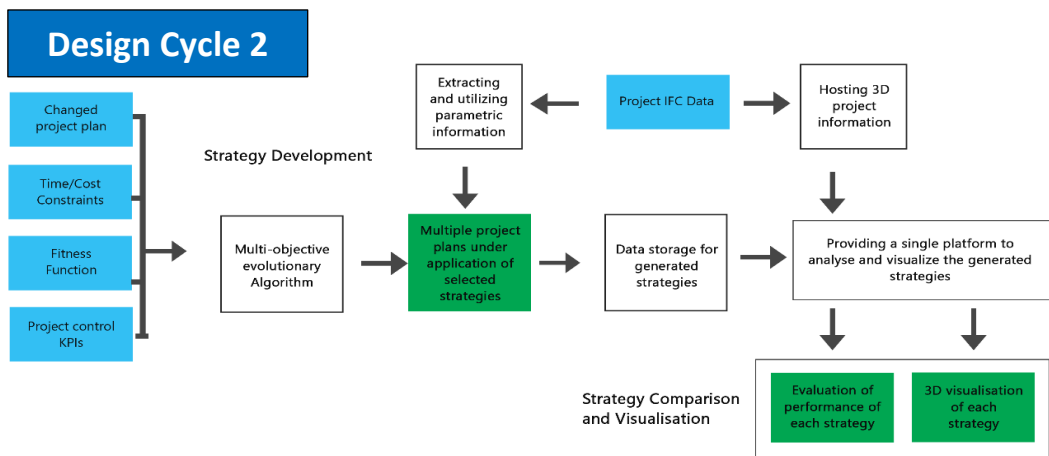 Design Cycle 2
Changed
project plan
Time/Cost
Constraints
Fitness
Function
Project control
KPIs
Strategy Development
Multi-objective
evolutionary
Algorithm
Extracting
and utilizing
parametric
information
Project IFC Data
Hosting 3D
project
information
Multiple project
plans under
application of
selected
strategies
Data storage for
generated
strategies
Providing a single platform to
analyse and visualize the generated
strategies
Strategy Comparison
and Visualisation
Evaluation of
performance of
each strategy
3D visualisation
of each
strategy